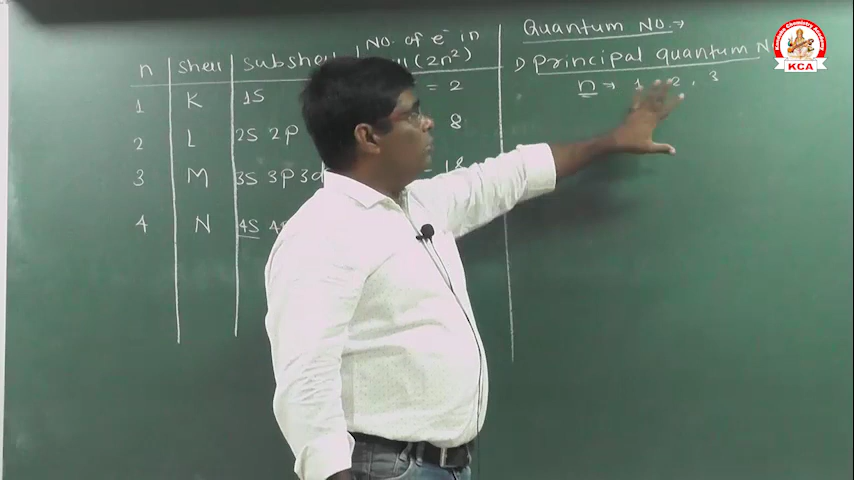 n shell subshell No. of e⁻ in (2n²)
1 K 1S = 2
2 L 2S 2P 8
3 M 3S 3P 3d = 18
4 N 4S
Quantum No. →
1) Principal quantum N
n → 1, 2, 3
KCA